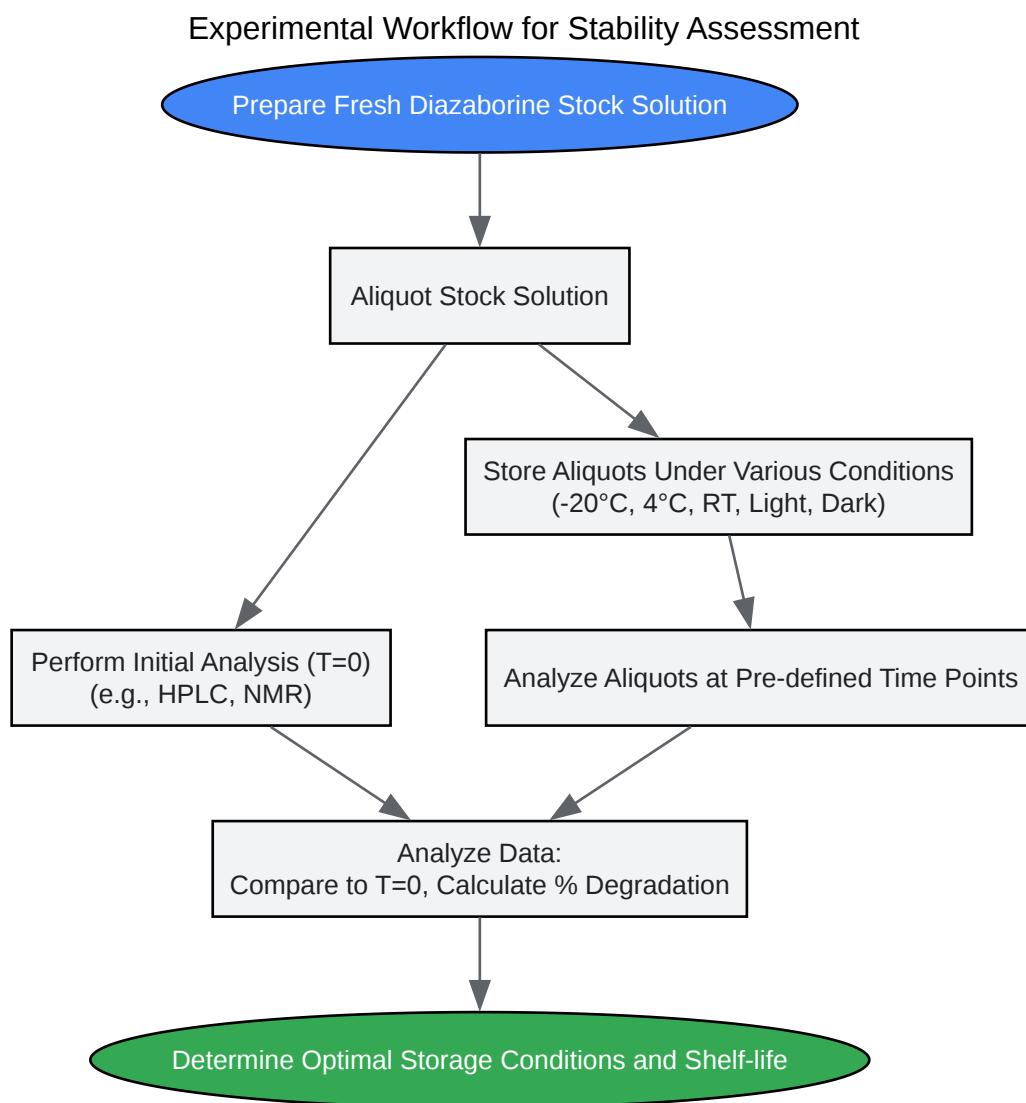 Experimental Workflow for Stability Assessment
Prepare Fresh Diazaborine Stock Solution
Aliquot Stock Solution
Store Aliquots Under Various Conditions
(-20°C, 4°C, RT, Light, Dark)
Perform Initial Analysis (T=0)
(e.g., HPLC, NMR)
Analyze Aliquots at Pre-defined Time Points
Analyze Data:
Compare to T=0, Calculate % Degradation
Determine Optimal Storage Conditions and Shelf-life